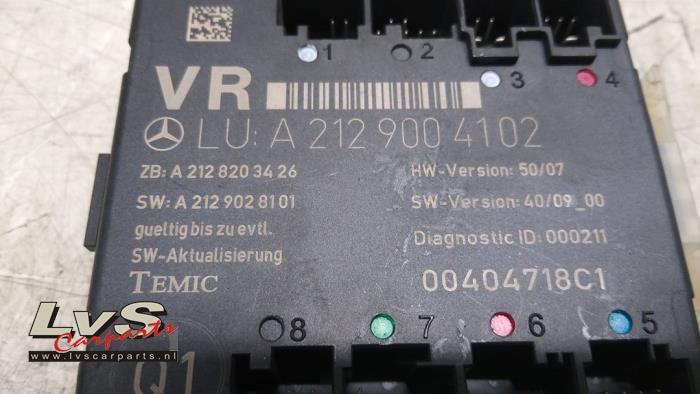 1 2 3 4
VR
LU: A 212 900 4102
ZB: A 212 820 3426
HW-Version: 50/07
SW: A 212 902 8101
SW-Version: 40/09_00
gueltig bis zu evtl.
Diagnostic ID: 000211
SW-Aktualisierung
TEMIC
00404718C1
8 7 6 5
Q1
LvS
Carparts
www.lvscarparts.nl